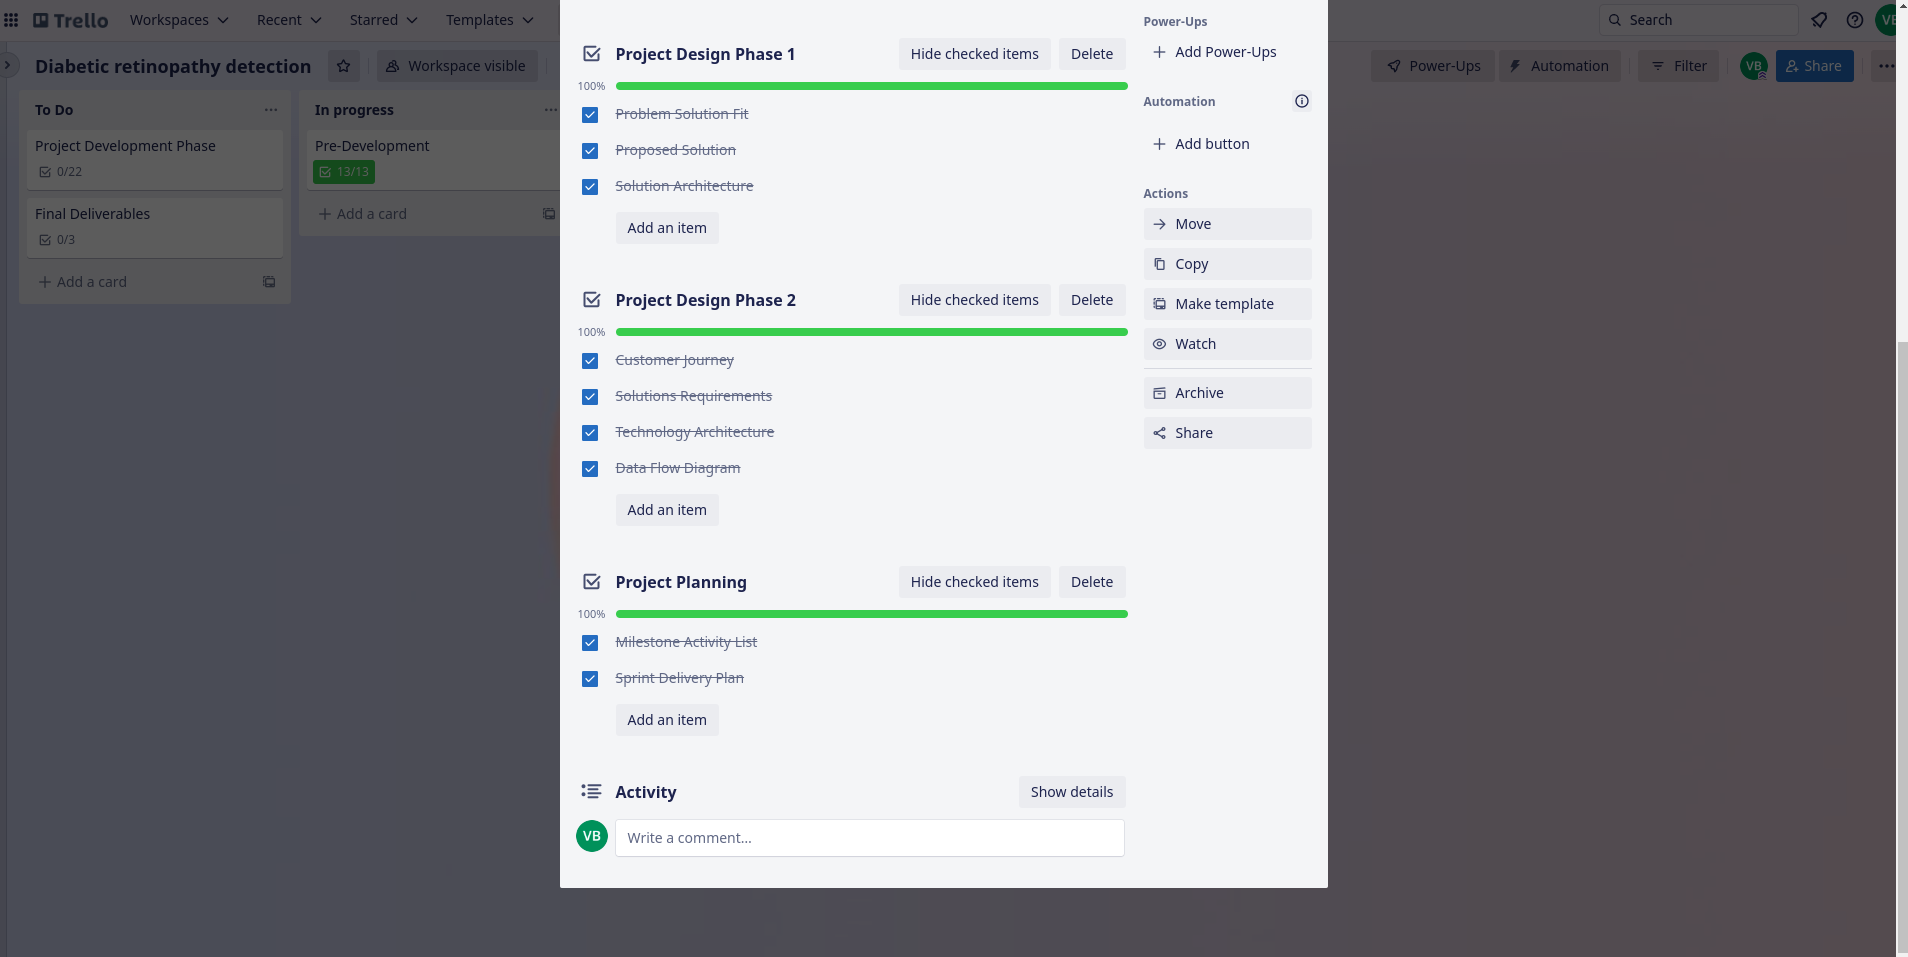 Trello
Workspaces
Recent
Starred
Templates
Search
VB
Diabetic retinopathy detection
Workspace visible
Power-Ups
Automation
Filter
VB
Share
To Do
Project Development Phase
0/22
Final Deliverables
0/3
+ Add a card
In progress
Pre-Development
13/13
+ Add a card
Project Design Phase 1
Hide checked items
Delete
100%
Problem Solution Fit
Proposed Solution
Solution Architecture
Add an item
Project Design Phase 2
Hide checked items
Delete
100%
Customer Journey
Solutions Requirements
Technology Architecture
Data Flow Diagram
Add an item
Project Planning
Hide checked items
Delete
100%
Milestone Activity List
Sprint Delivery Plan
Add an item
Activity
Show details
VB
Write a comment…
Power-Ups
+ Add Power-Ups
Automation
+ Add button
Actions
Move
Copy
Make template
Watch
Archive
Share